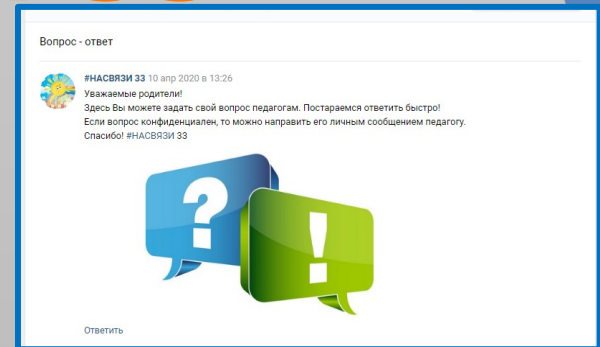 Вопрос - ответ
#НАСВЯЗИ 33 10 апр 2020 в 13:26
Уважаемые родители!
Здесь Вы можете задать свой вопрос педагогам. Постараемся ответить быстро!
Если вопрос конфиденциален, то можно направить его личным сообщением педагогу.
Спасибо! #НАСВЯЗИ 33
? !
Ответить